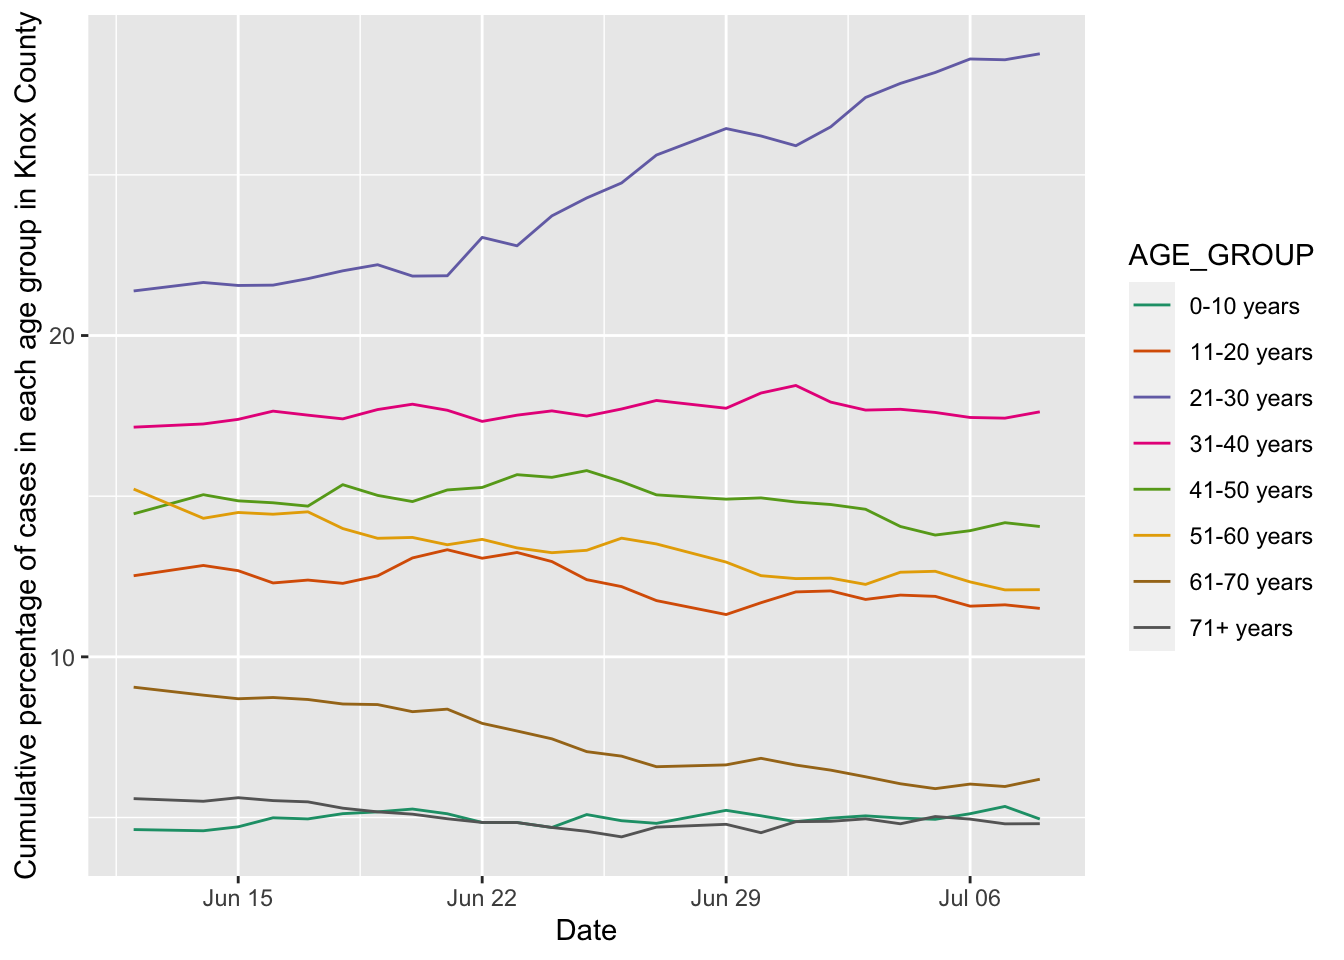 Cumulative percentage of cases in each age group in Knox County
20
10
Jun 15
Jun 22
Jun 29
Jul 06
Date
AGE_GROUP
0-10 years
11-20 years
21-30 years
31-40 years
41-50 years
51-60 years
61-70 years
71+ years